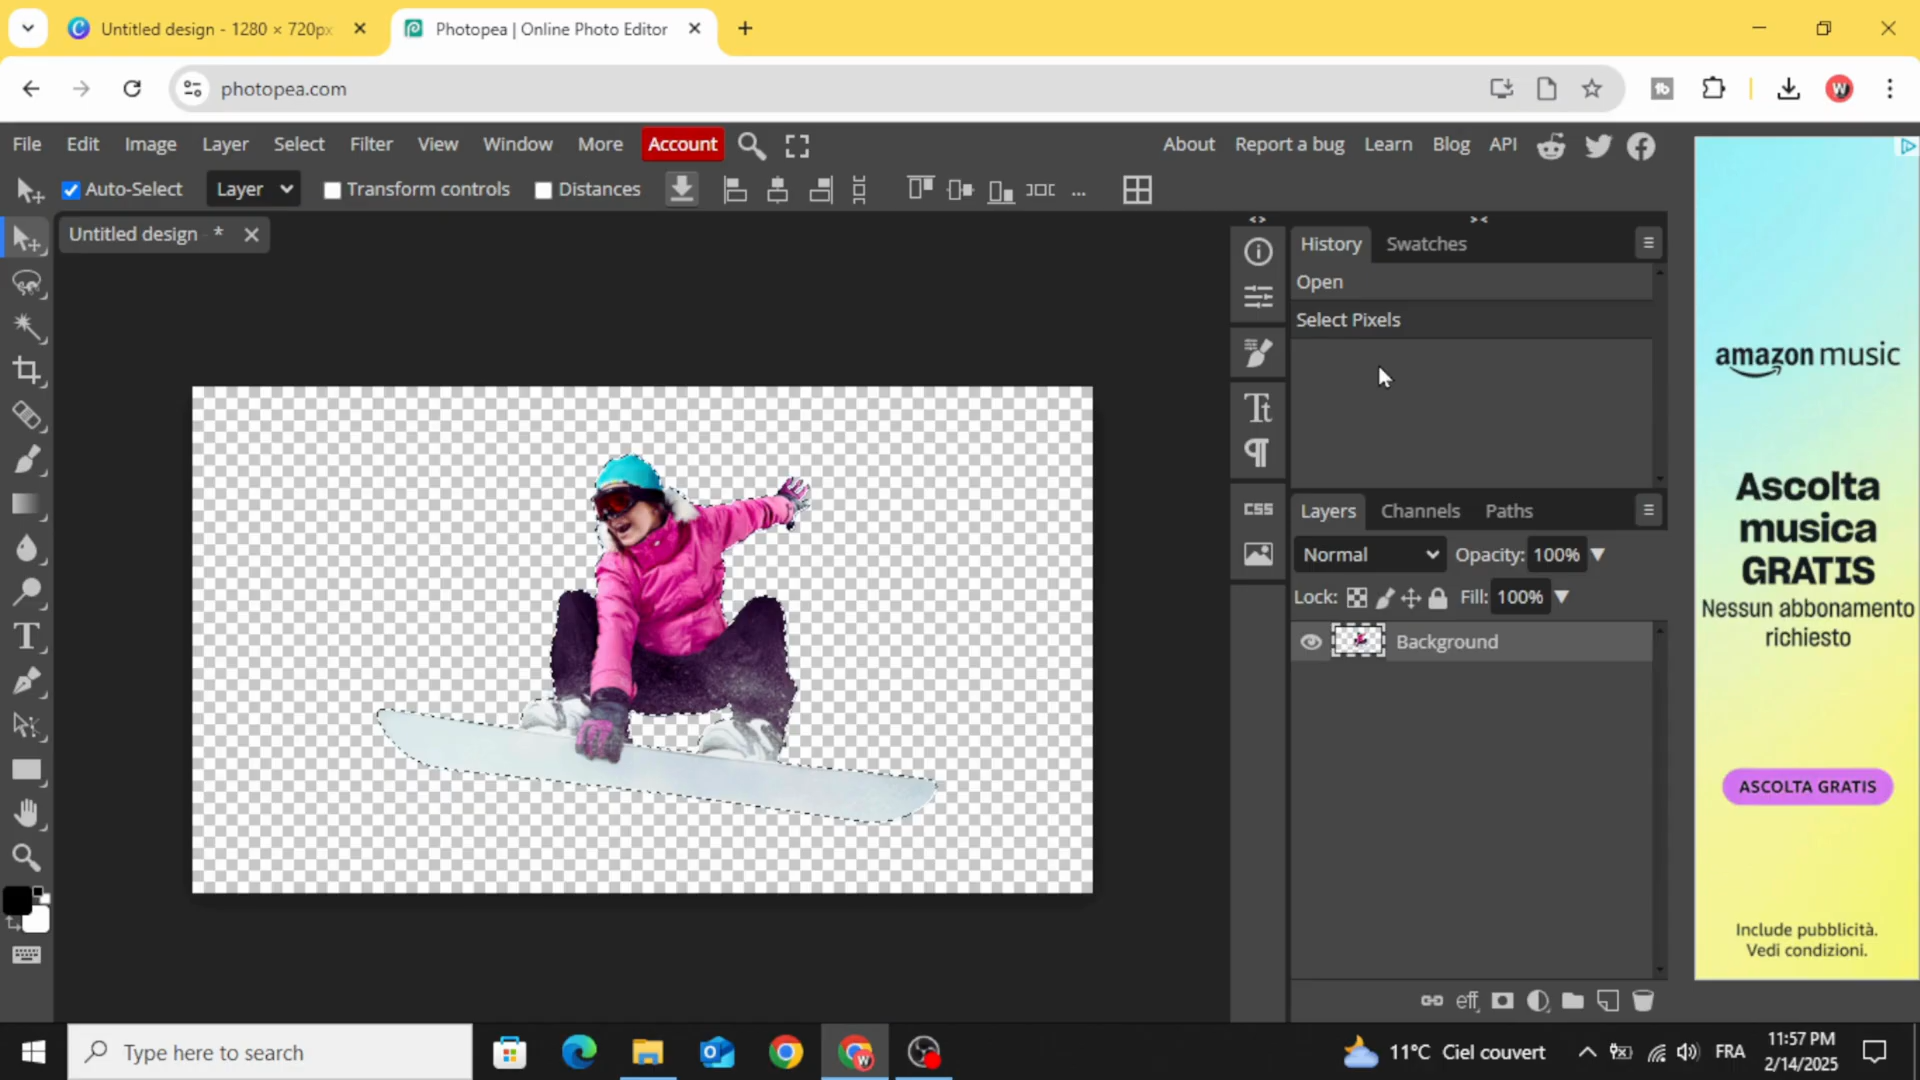 Untitled design - 1280 × 720px
Photopea | Online Photo Editor
photopea.com
File Edit Image Layer Select Filter View Window More Account
About Report a bug Learn Blog API
Auto-Select Layer Transform controls Distances ...
Untitled design *
History Swatches
Open
Select Pixels
CSS
Layers Channels Paths
Normal Opacity: 100%
Lock: Fill: 100%
Background
eff
amazon music
Ascolta
musica
GRATIS
Nessun abbonamento
richiesto
ASCOLTA GRATIS
Include pubblicità.
Vedi condizioni.
Type here to search
11°C Ciel couvert
FRA
11:57 PM
2/14/2025